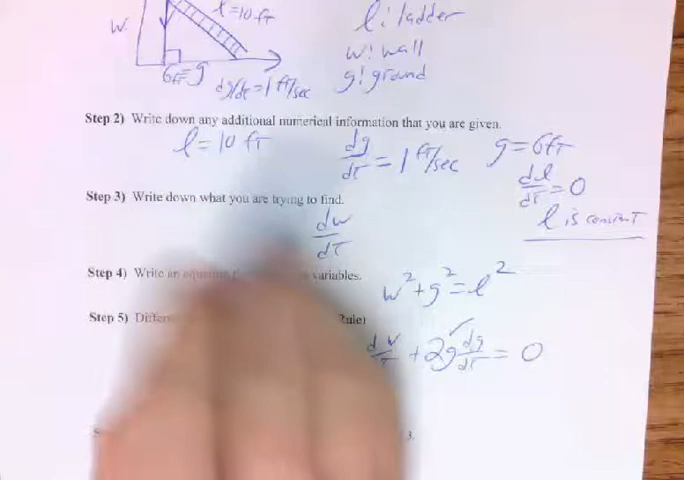 l = 10 ft
l: ladder
W.
w: wall
6ft = g
dg/dt = 1 ft/sec
g: ground
Step 2) Write down any additional numerical information that you are given.
l = 10 ft dg/dt = 1 ft/sec g = 6ft
dl/dt = 0
Step 3) Write down what you are trying to find.
l is constant
dw/dt
Step 4) Write an variables.
w² + g² = l²
Step 5) Rule)
+ 2g dg/dt = 0
3.